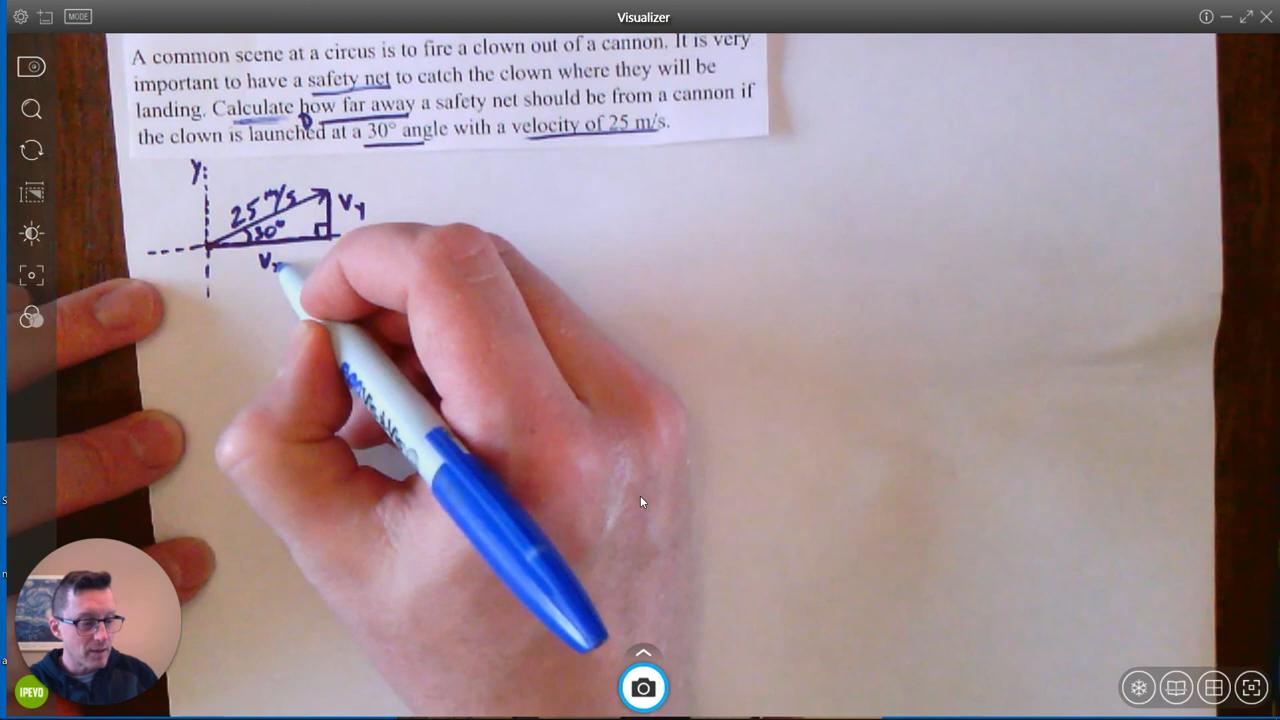 Visualizer
MODE
A common scene at a circus is to fire a clown out of a cannon. It is very
important to have a safety net to catch the clown where they will be
landing. Calculate how far away a safety net should be from a cannon if
the clown is launched at a 30° angle with a velocity of 25 m/s.
y
25 m/s
Vy
30°
Vx
IPEVO